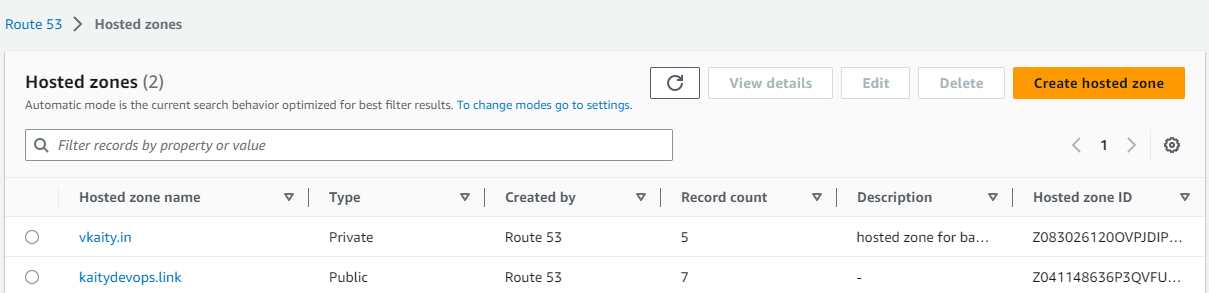 Route 53 > Hosted zones
Hosted zones (2)
View details
Edit
Delete
Create hosted zone
Automatic mode is the current search behavior optimized for best filter results. To change modes go to settings.
Filter records by property or value
1
Hosted zone name Type Created by Record count Description Hosted zone ID
vkaity.in Private Route 53 5 hosted zone for ba... Z083026120OVPJDIP...
kaitydevops.link Public Route 53 7 - Z041148636P3QVFU...